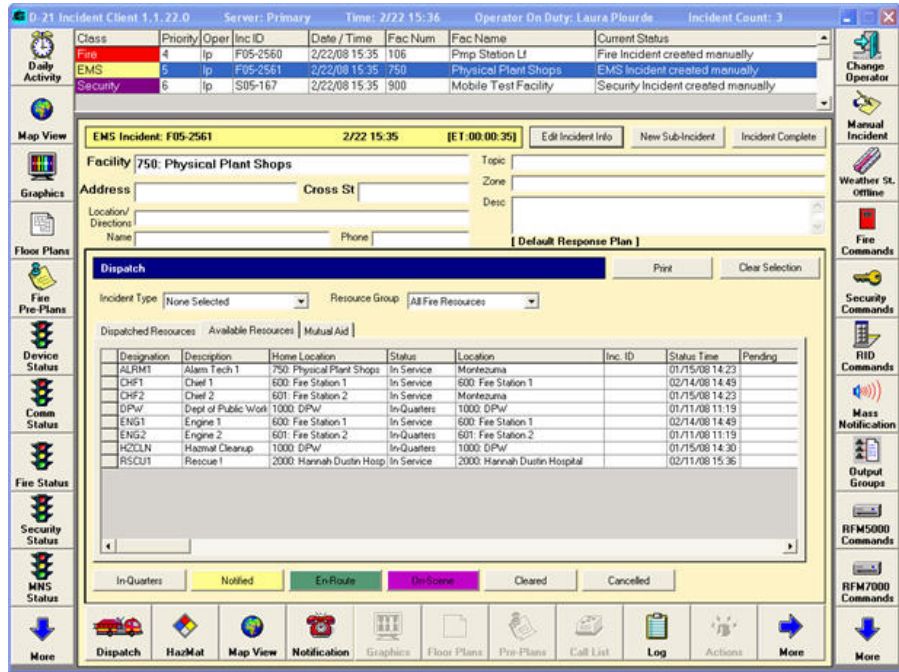 D-21 Incident Client 1.1.22.0 Server: Primary Time: 2/22 15:36 Operator On Duty: Laura Plourde Incident Count: 3
Class Priority Oper Inc ID Date / Time Fac Num Fac Name Current Status
Fire 4 lp F05-2560 2/22/08 15:35 106 Pmp Station Lf Fire Incident created manually
EMS 5 lp F05-2561 2/22/08 15:35 750 Physical Plant Shops EMS Incident created manually
Security 6 lp S05-167 2/22/08 15:35 900 Mobile Test Facility Security Incident created manually
Daily Activity
Map View
Graphics
Floor Plans
Fire Pre-Plans
Device Status
Comm Status
Fire Status
Security Status
MNS Status
More
EMS Incident: F05-2561 2/22 15:35 [ET:00:00:35] Edit Incident Info New Sub-Incident Incident Complete
Facility 750: Physical Plant Shops Topic
Zone
Address Cross St
Desc
Location/ Directions
Name Phone
[ Default Response Plan ]
Dispatch Print Clear Selection
Incident Type None Selected Resource Group All Fire Resources
Dispatched Resources Available Resources Mutual Aid
Designation Description Home Location Status Location Inc. ID Status Time Pending
ALRM1 Alarm Tech 1 750: Physical Plant Shops In Service Montezuma 01/15/08 14:23
CHF1 Chief 1 600: Fire Station 1 In Service 600: Fire Station 1 02/14/08 14:49
CHF2 Chief 2 601: Fire Station 2 In Service Montezuma 01/15/08 14:23
DPW Dept of Public Work 1000: DPW In-Quarters 1000: DPW 01/11/08 11:19
ENG1 Engine 1 600: Fire Station 1 In Service 600: Fire Station 1 02/14/08 14:49
ENG2 Engine 2 601: Fire Station 2 In-Quarters 601: Fire Station 2 01/11/08 11:19
HZCLN Hazmat Cleanup 1000: DPW In-Quarters 1000: DPW 01/11/08 14:30
RSCU1 Rescue1 2000: Hannah Dustin Hosp In Service 2000: Hannah Dustin Hospital 02/11/08 15:36
In-Quarters Notified En-Route On-Scene Cleared Cancelled
Dispatch HazMat Map View Notification Graphics Floor Plans Pre-Plans Call List Log Actions More
Change Operator
Manual Incident
Weather St. Offline
Fire Commands
Security Commands
RID Commands
Mass Notification
Output Groups
RFM5000 Commands
RFM7000 Commands
More